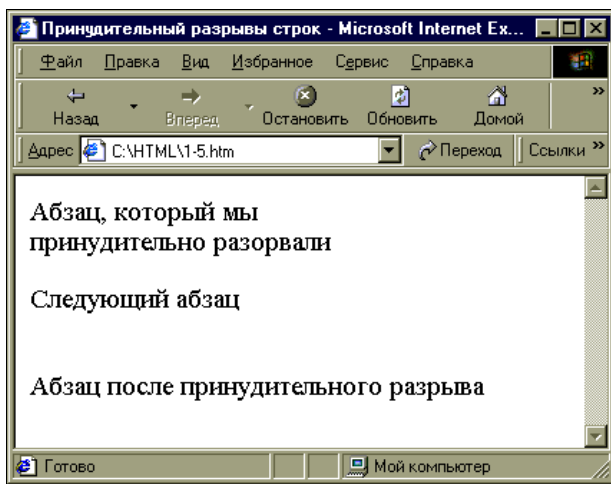 Принудительный разрывы строк - Microsoft Internet Ex...
Файл Правка Вид Избранное Сервис Справка
Назад Вперед Остановить Обновить Домой »
Адрес C:\HTML\1-5.htm Переход Ссылки »
Абзац, который мы
принудительно разорвали
Следующий абзац
Абзац после принудительного разрыва
Готово Мой компьютер